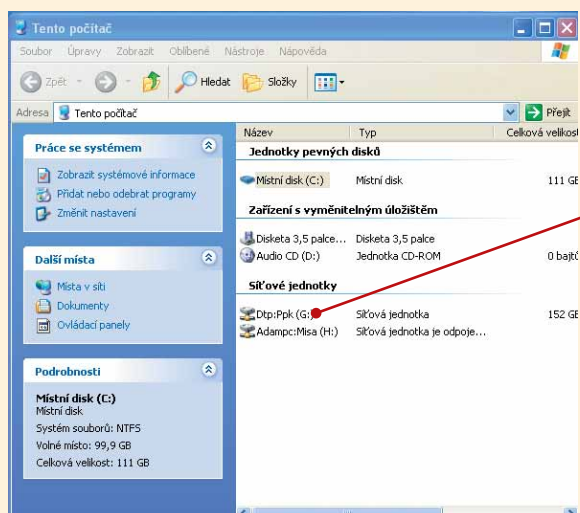 Tento počítač
Soubor Úpravy Zobrazit Oblíbené Nástroje Nápověda
Zpět Hledat Složky
Adresa Tento počítač Přejít
Práce se systémem
Zobrazit systémové informace
Přidat nebo odebrat programy
Změnit nastavení
Další místa
Místa v síti
Dokumenty
Ovládací panely
Podrobnosti
Místní disk (C:)
Místní disk
Systém souborů: NTFS
Volné místo: 99,9 GB
Celková velikost: 111 GB
Název Typ Celková velikost
Jednotky pevných disků
Místní disk (C:) Místní disk 111 GB
Zařízení s vyměnitelným úložištěm
Disketa 3,5 palce... Disketa 3,5 palce
Audio CD (D:) Jednotka CD-ROM 0 bajtů
Síťové jednotky
Dtp:Ppk (G:) Síťová jednotka 152 GB
Adampc:Misa (H:) Síťová jednotka je odpoje...